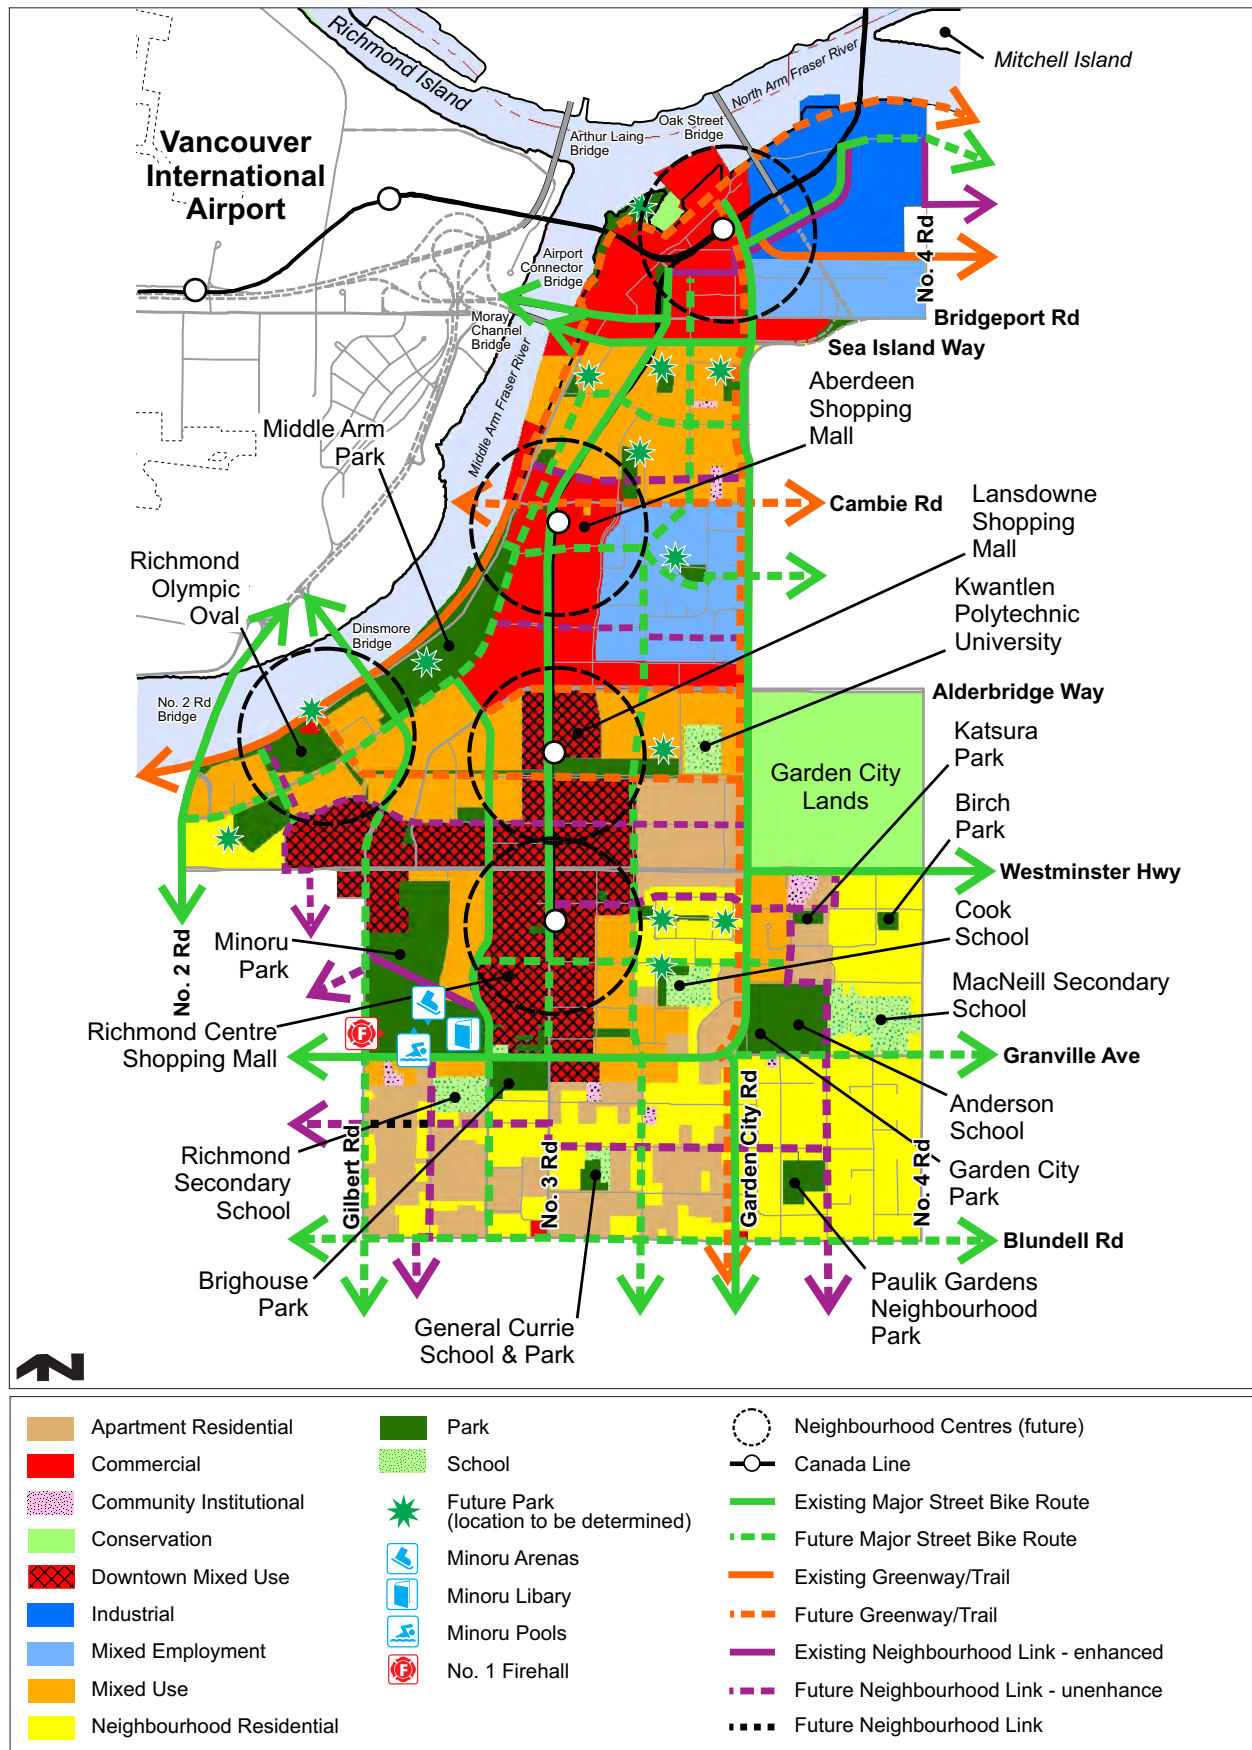 Richmond Island
Mitchell Island
North Arm Fraser River
Oak Street
Bridge
Arthur Laing
Bridge
Vancouver
International
Airport
Airport
Connector
Bridge
No. 4 Rd
Moray
Channel
Bridge
Bridgeport Rd
Sea Island Way
Middle Arm Fraser River
Aberdeen
Shopping
Mall
Middle Arm
Park
Cambie Rd
Lansdowne
Shopping
Mall
Richmond
Olympic
Oval
Kwantlen
Polytechnic
University
Dinsmore
Bridge
No. 2 Rd
Bridge
Alderbridge Way
Katsura
Park
Garden City
Lands
Birch
Park
Westminster Hwy
Cook
School
No. 2 Rd
Minoru
Park
MacNeill Secondary
School
Richmond Centre
Shopping Mall
Granville Ave
Anderson
School
Gilbert Rd
No. 3 Rd
Garden City Rd
No. 4 Rd
Richmond
Secondary
School
Garden City
Park
Blundell Rd
Brighouse
Park
Paulik Gardens
Neighbourhood
Park
General Currie
School & Park
N
Apartment Residential
Commercial
Community Institutional
Conservation
Downtown Mixed Use
Industrial
Mixed Employment
Mixed Use
Neighbourhood Residential
Park
School
Future Park
(location to be determined)
Minoru Arenas
Minoru Libary
Minoru Pools
F
No. 1 Firehall
Neighbourhood Centres (future)
Canada Line
Existing Major Street Bike Route
Future Major Street Bike Route
Existing Greenway/Trail
Future Greenway/Trail
Existing Neighbourhood Link - enhanced
Future Neighbourhood Link - unenhance
Future Neighbourhood Link